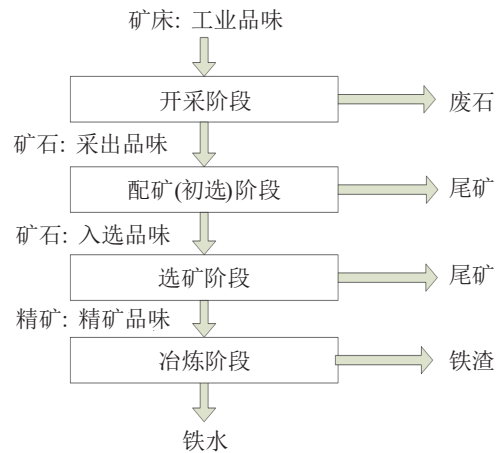 矿床: 工业品味
开采阶段
废石
矿石: 采出品味
配矿(初选)阶段
尾矿
矿石: 入选品味
选矿阶段
尾矿
精矿: 精矿品味
冶炼阶段
铁渣
铁水